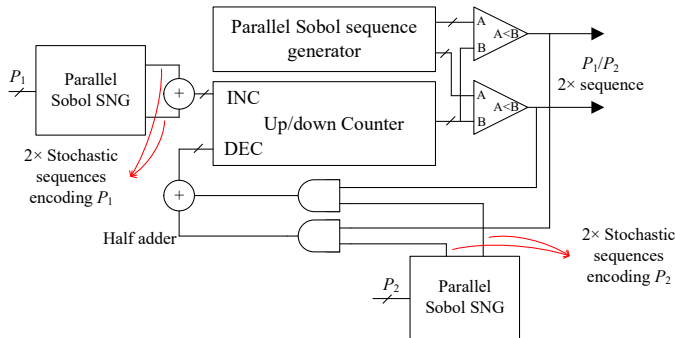 Parallel Sobol sequence
generator
A
A<B
B
P1
Parallel
Sobol SNG
+
INC
Up/down Counter
DEC
A
A<B
B
P1/P2
2× sequence
2× Stochastic
sequences
encoding P1
+
Half adder
2× Stochastic
sequences
encoding P2
P2
Parallel
Sobol SNG